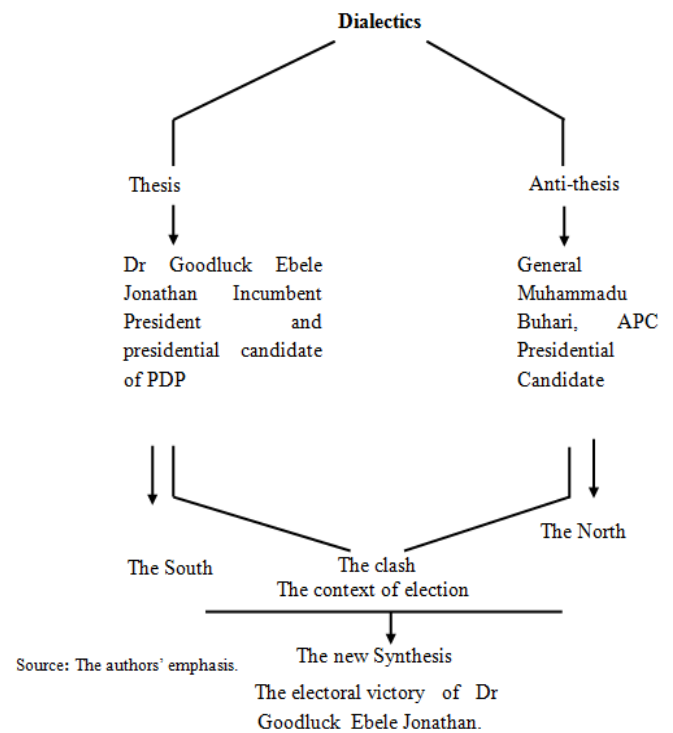 Dialectics
Thesis
Anti-thesis
Dr Goodluck Ebele
Jonathan Incumbent
President and
presidential candidate
of PDP
General
Muhammadu
Buhari, APC
Presidential
Candidate
The South
The North
The clash
The context of election
Source: The authors’ emphasis.
The new Synthesis
The electoral victory of Dr
Goodluck Ebele Jonathan.